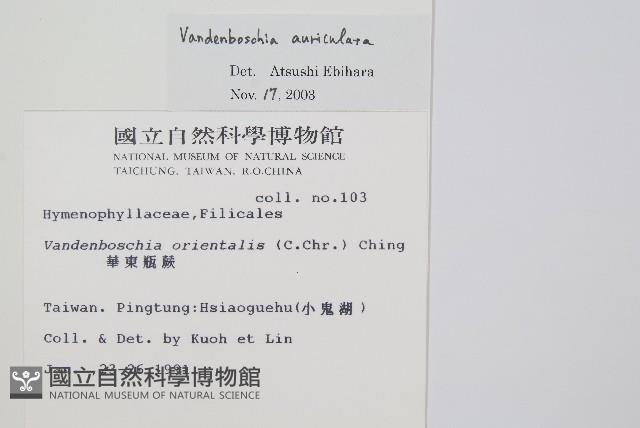 Vandenboschia auriculata
Det. Atsushi Ebihara
Nov. 17, 2003
國立自然科學博物館
NATIONAL MUSEUM OF NATURAL SCIENCE
TAICHUNG, TAIWAN, R.O.CHINA
coll. no.103
Hymenophyllaceae,Filicales
Vandenboschia orientalis (C.Chr.) Ching
華東瓶蕨
Taiwan. Pingtung:Hsiaoguehu(小鬼湖)
Coll. & Det. by Kuoh et Lin
23-26,1991
國立自然科學博物館
NATIONAL MUSEUM OF NATURAL SCIENCE